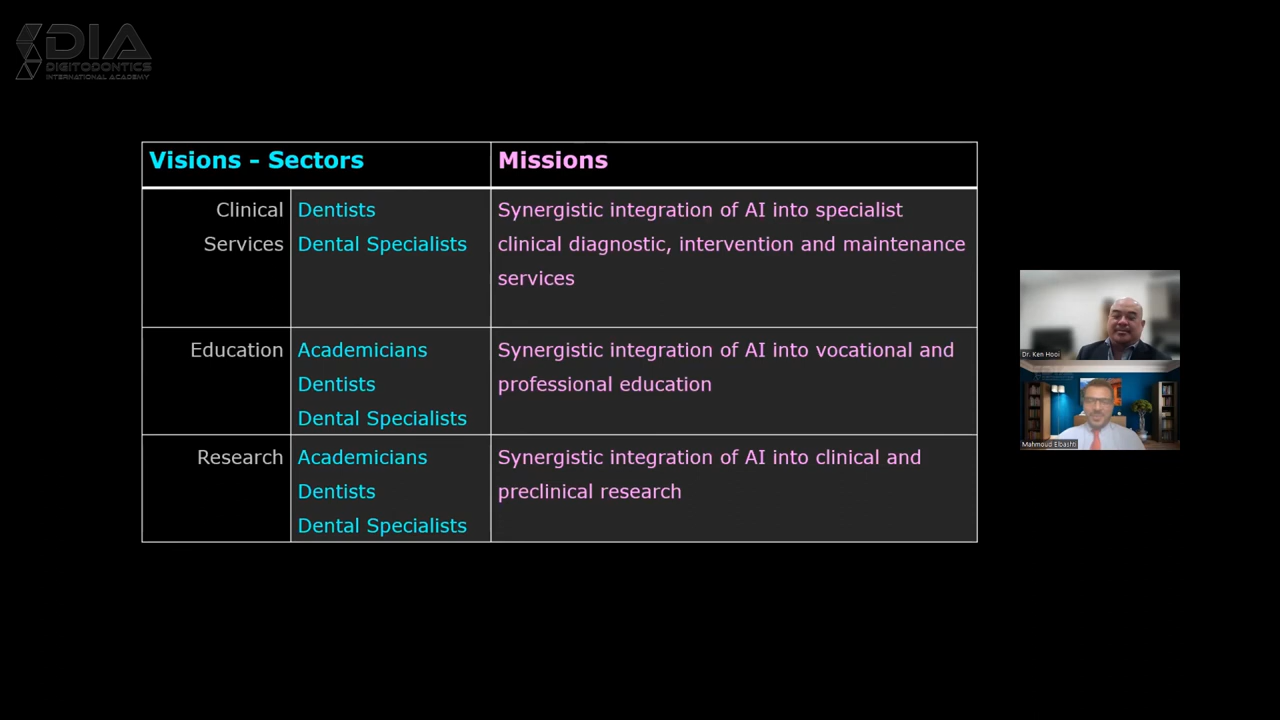 DIA
DIGITODONTICS
INTERNATIONAL ACADEMY
Visions - Sectors
Missions
Clinical
Services
Dentists
Dental Specialists
Synergistic integration of AI into specialist
clinical diagnostic, intervention and maintenance
services
Education
Academicians
Dentists
Dental Specialists
Synergistic integration of AI into vocational and
professional education
Research
Academicians
Dentists
Dental Specialists
Synergistic integration of AI into clinical and
preclinical research
Dr. Ken Hooi
Mahmoud Elbashti